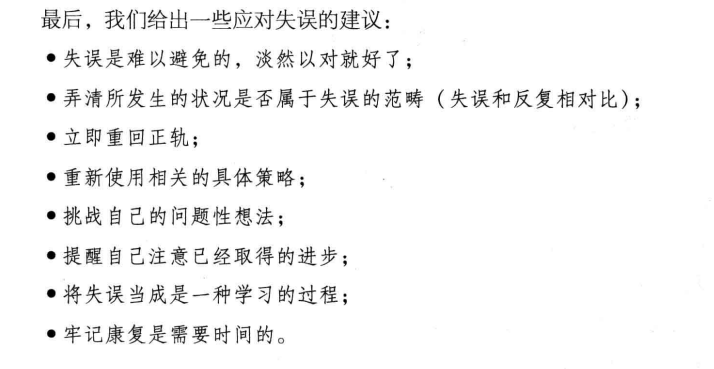 最后，我们给出一些应对失误的建议：
●失误是难以避免的，淡然以对就好了；
●弄清所发生的状况是否属于失误的范畴（失误和反复相对比）；
●立即重回正轨；
●重新使用相关的具体策略；
●挑战自己的问题性想法；
●提醒自己注意已经取得的进步；
●将失误当成是一种学习的过程；
●牢记康复是需要时间的。